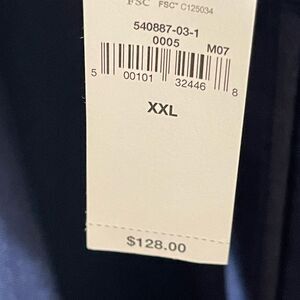 FSC FSC™ C125034
540887-03-1
0005 M07
5 00101 32446 8
XXL
$128.00